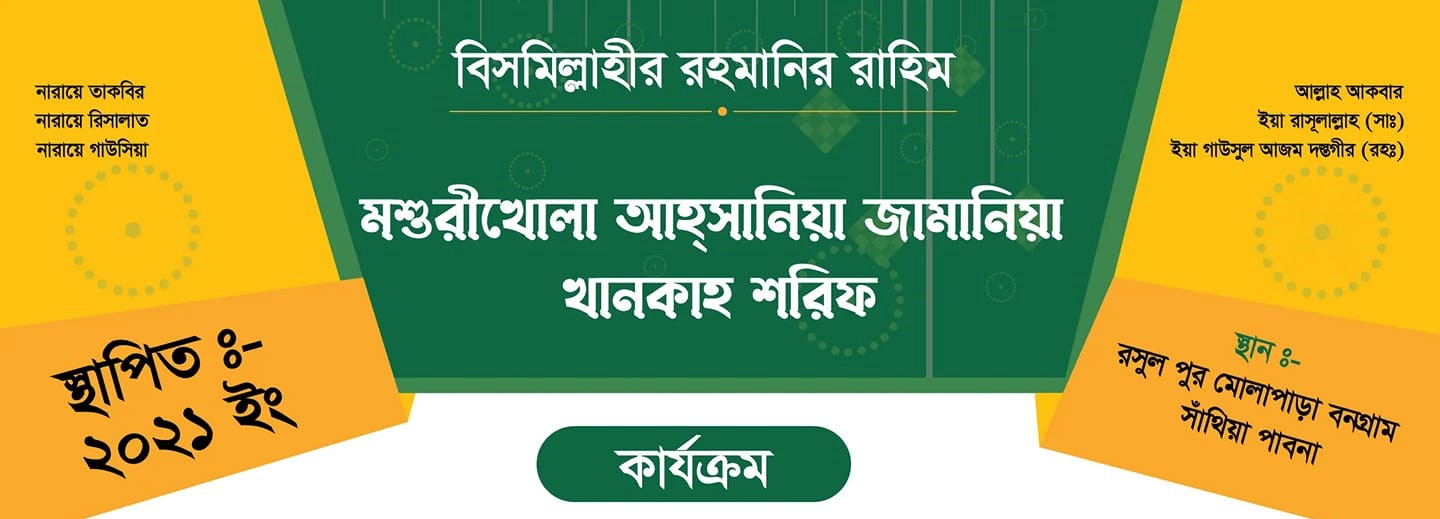 বিসমিল্লাহীর রহমানির রাহিম
নারায়ে তাকবির
নারায়ে রিসালাত
নারায়ে গাউসিয়া
আল্লাহ আকবার
ইয়া রাসূলাল্লাহ (সাঃ)
ইয়া গাউসুল আজম দস্তগীর (রহঃ)
মশুরীখোলা আহ্সানিয়া জামানিয়া
খানকাহ শরিফ
স্থাপিত ঃ-
২০২১ ইং
স্থান ঃ-
রসুল পুর মোলাপাড়া বনগ্রাম
সাঁথিয়া পাবনা
কার্যক্রম